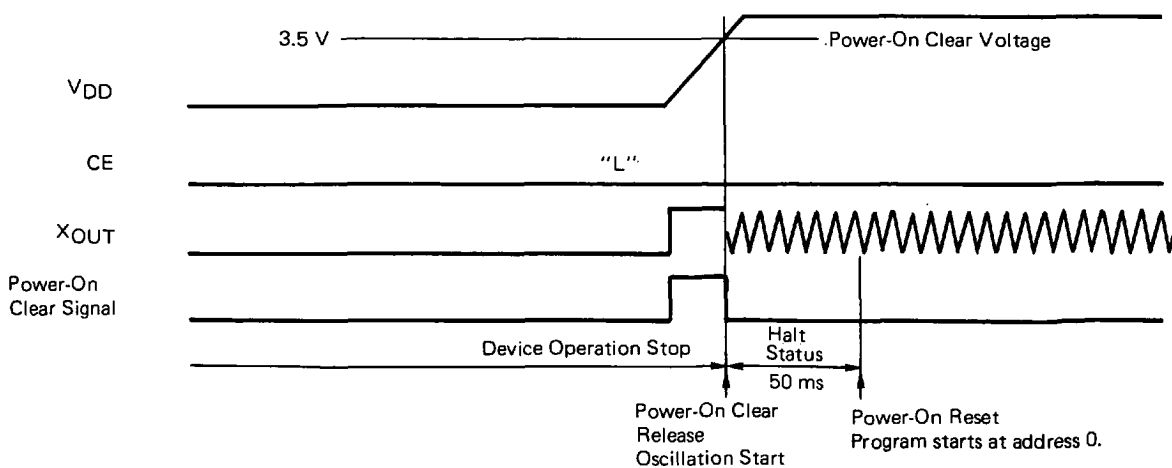 3.5 V
.Power-On Clear Voltage
VDD
CE
"L"
XOUT
Power-On
Clear Signal
Device Operation Stop
Halt
Status
50 ms
Power-On Clear
Release
Oscillation Start
Power-On Reset
Program starts at address 0.